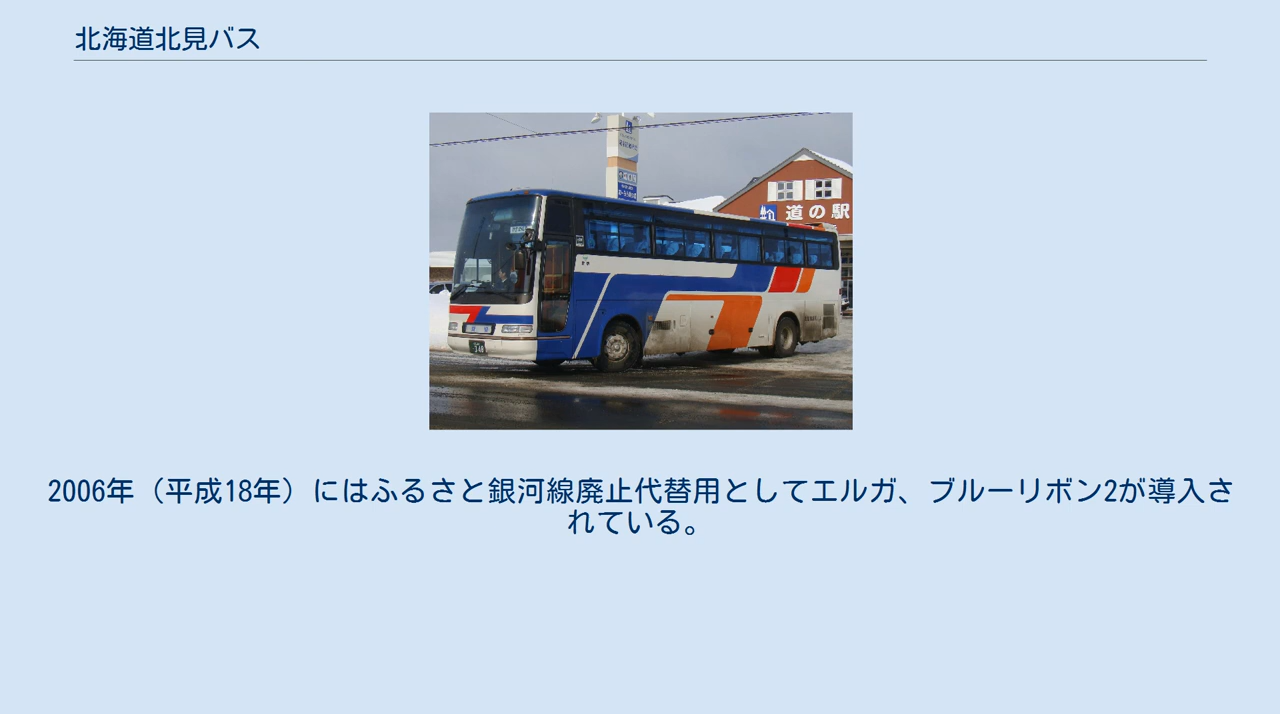 北海道北見バス
道の駅
2006年（平成18年）にはふるさと銀河線廃止代替用としてエルガ、ブルーリボン2が導入さ
れている。